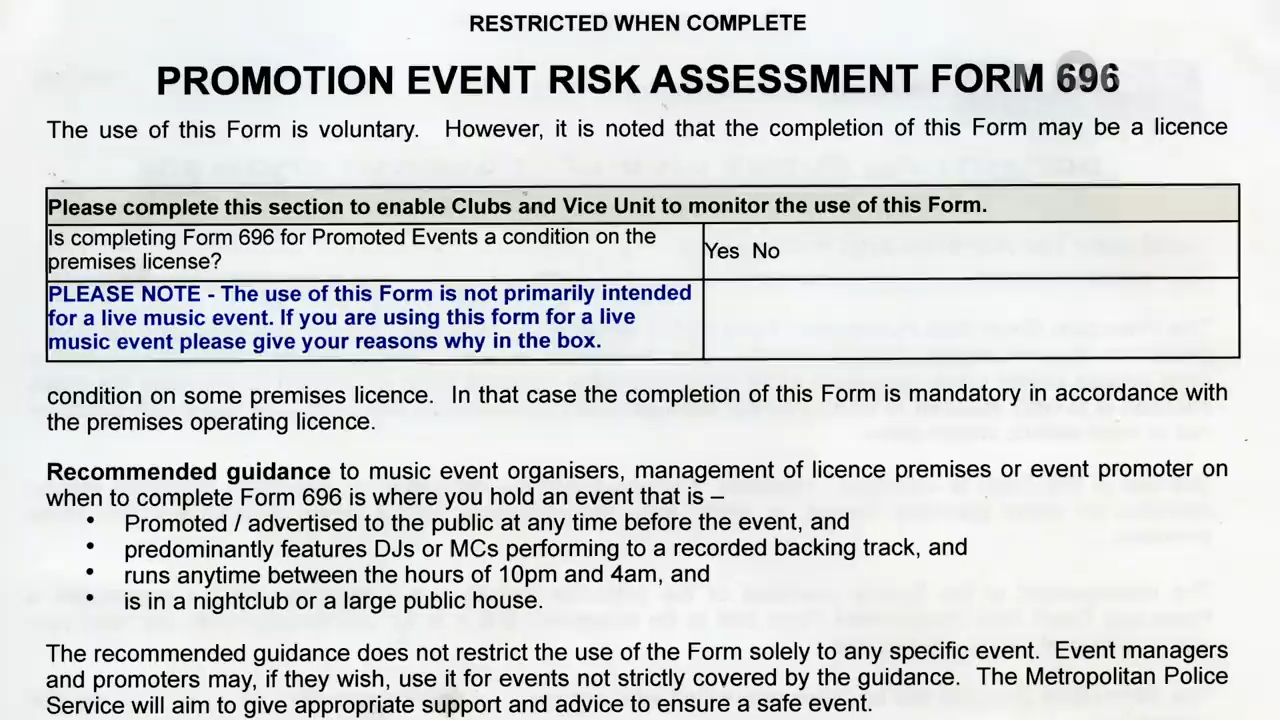 RESTRICTED WHEN COMPLETE
PROMOTION EVENT RISK ASSESSMENT FORM 696
The use of this Form is voluntary. However, it is noted that the completion of this Form may be a licence
Please complete this section to enable Clubs and Vice Unit to monitor the use of this Form.
Is completing Form 696 for Promoted Events a condition on the
premises license?
Yes No
PLEASE NOTE - The use of this Form is not primarily intended
for a live music event. If you are using this form for a live
music event please give your reasons why in the box.
condition on some premises licence. In that case the completion of this Form is mandatory in accordance with
the premises operating licence.
Recommended guidance to music event organisers, management of licence premises or event promoter on
when to complete Form 696 is where you hold an event that is –
• Promoted / advertised to the public at any time before the event, and
• predominantly features DJs or MCs performing to a recorded backing track, and
• runs anytime between the hours of 10pm and 4am, and
• is in a nightclub or a large public house.
The recommended guidance does not restrict the use of the Form solely to any specific event. Event managers
and promoters may, if they wish, use it for events not strictly covered by the guidance. The Metropolitan Police
Service will aim to give appropriate support and advice to ensure a safe event.